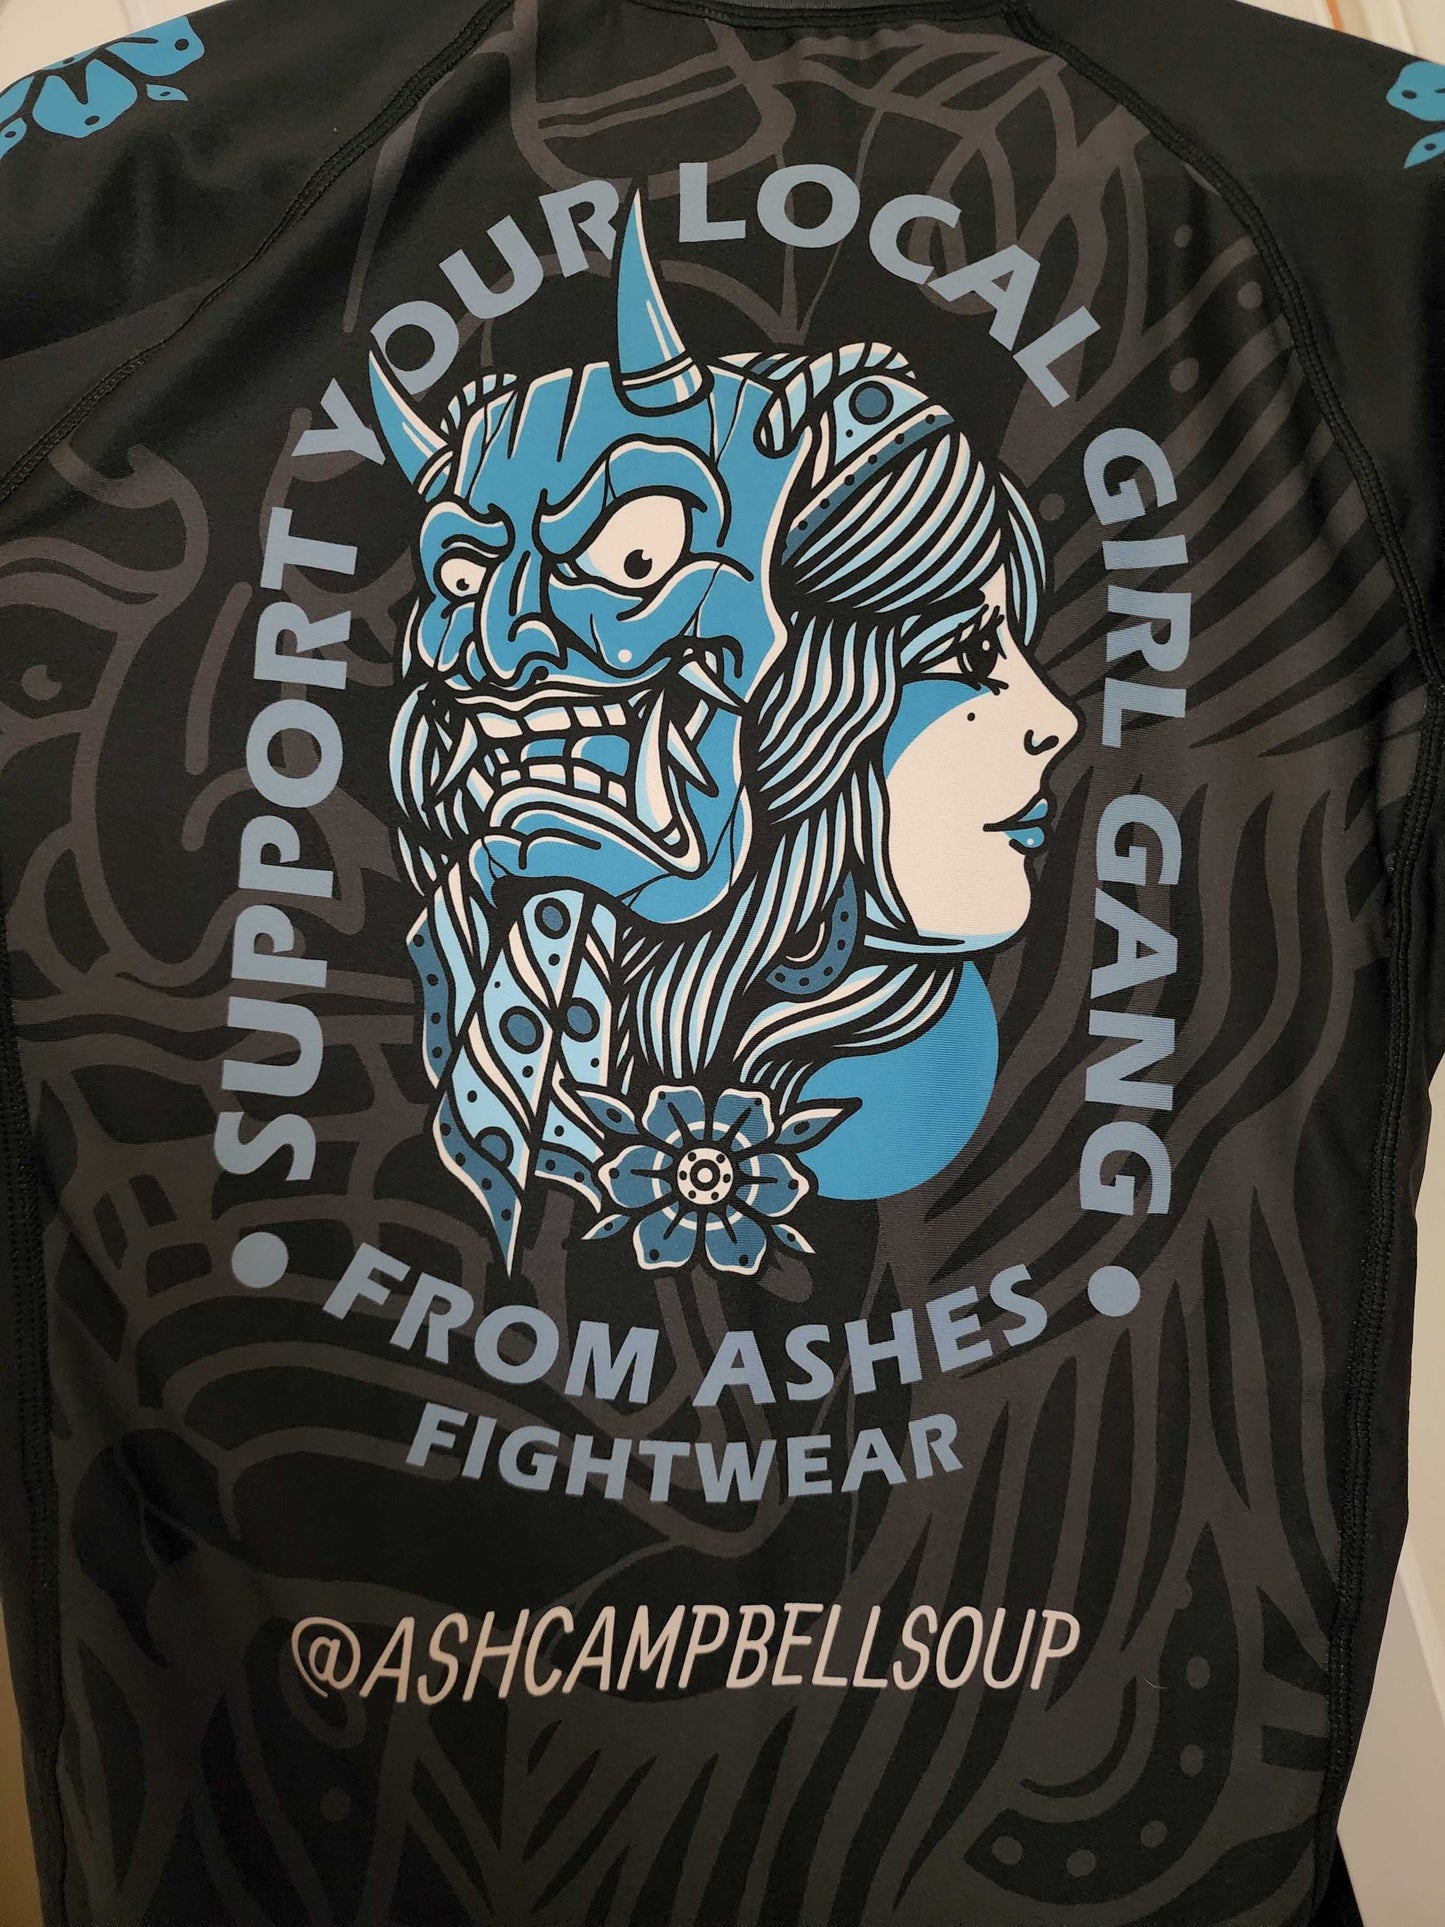 SUPPORT YOUR LOCAL GIRL GANG
• FROM ASHES •
FIGHTWEAR
@ASHCAMPBELLSOUP